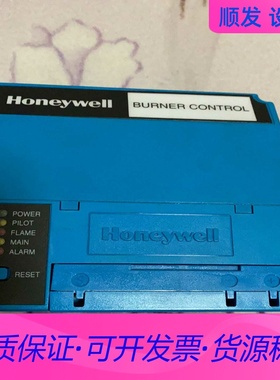 顺发 设
Honeywell
BURNER CONTROL
POWER
PILOT
FLAME
MAIN
ALARM
RESET
Honeywell
质保证·可开发票·货源稳